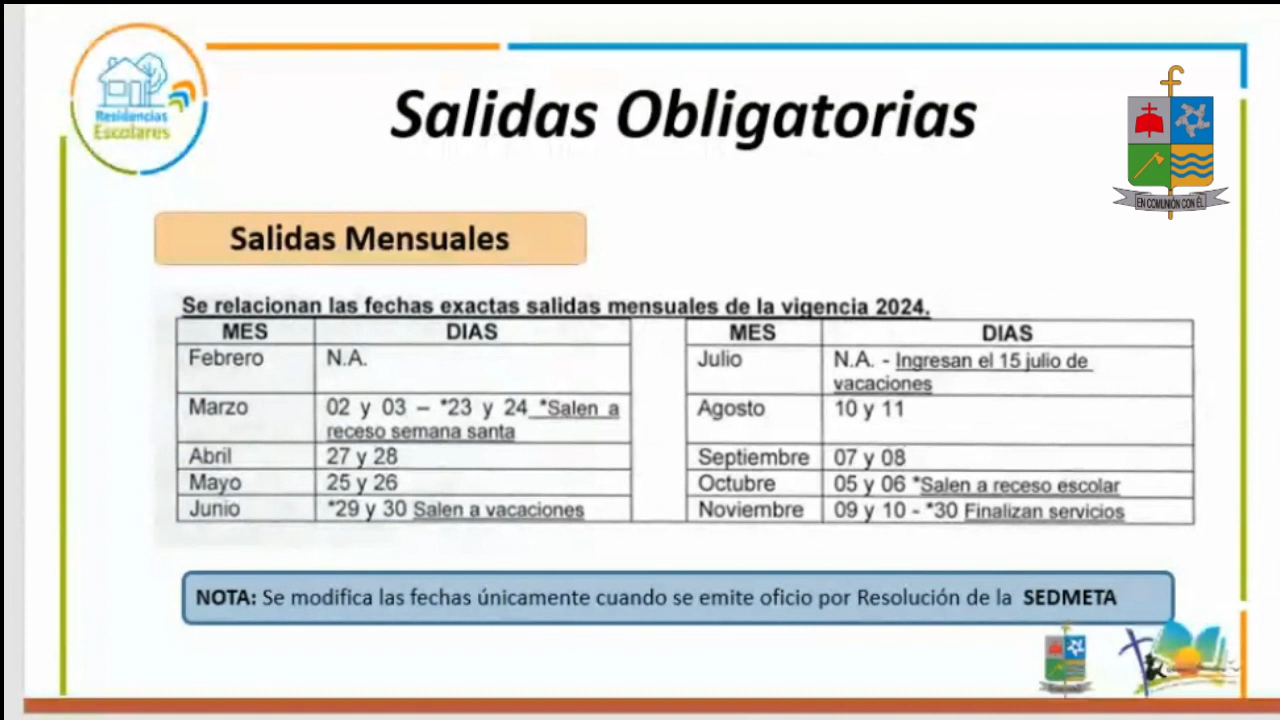 Residencias
Escolares
Salidas Obligatorias
EN COMUNIÓN CON ÉL
Salidas Mensuales
Se relacionan las fechas exactas salidas mensuales de la vigencia 2024.
MES DIAS
Febrero N.A.
Marzo 02 y 03 – *23 y 24 *Salen a
receso semana santa
Abril 27 y 28
Mayo 25 y 26
Junio *29 y 30 Salen a vacaciones
MES DIAS
Julio N.A. - Ingresan el 15 julio de
vacaciones
Agosto 10 y 11
Septiembre 07 y 08
Octubre 05 y 06 *Salen a receso escolar
Noviembre 09 y 10 - *30 Finalizan servicios
NOTA: Se modifica las fechas únicamente cuando se emite oficio por Resolución de la SEDMETA